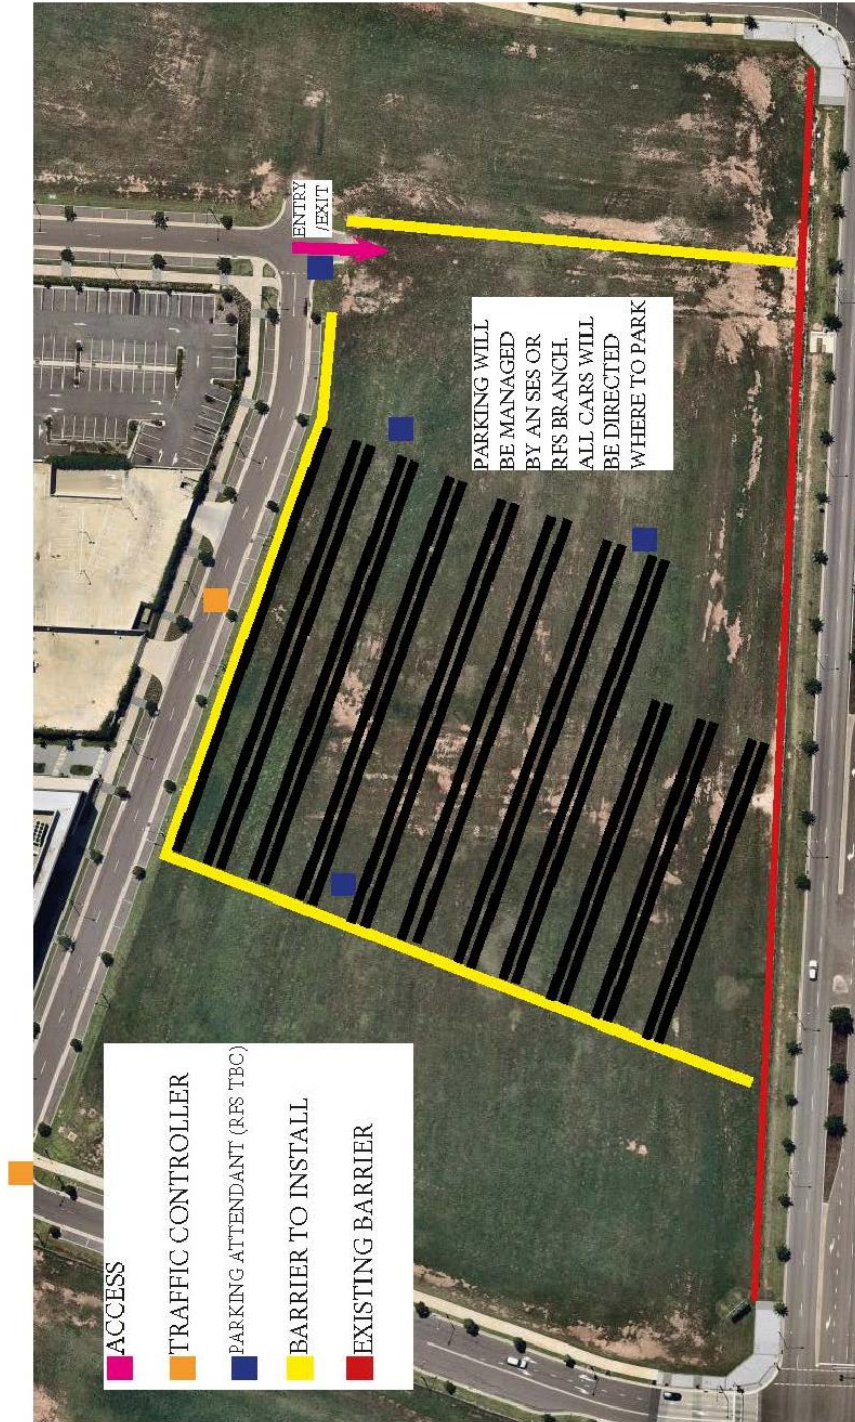 ENTRY
/EXIT
PARKING WILL
BE MANAGED
BY AN SES OR
RFS BRANCH.
ALL CARS WILL
BE DIRECTED
WHERE TO PARK
ACCESS
TRAFFIC CONTROLLER
PARKING ATTENDANT (RFS TBC)
BARRIER TO INSTALL
EXISTING BARRIER